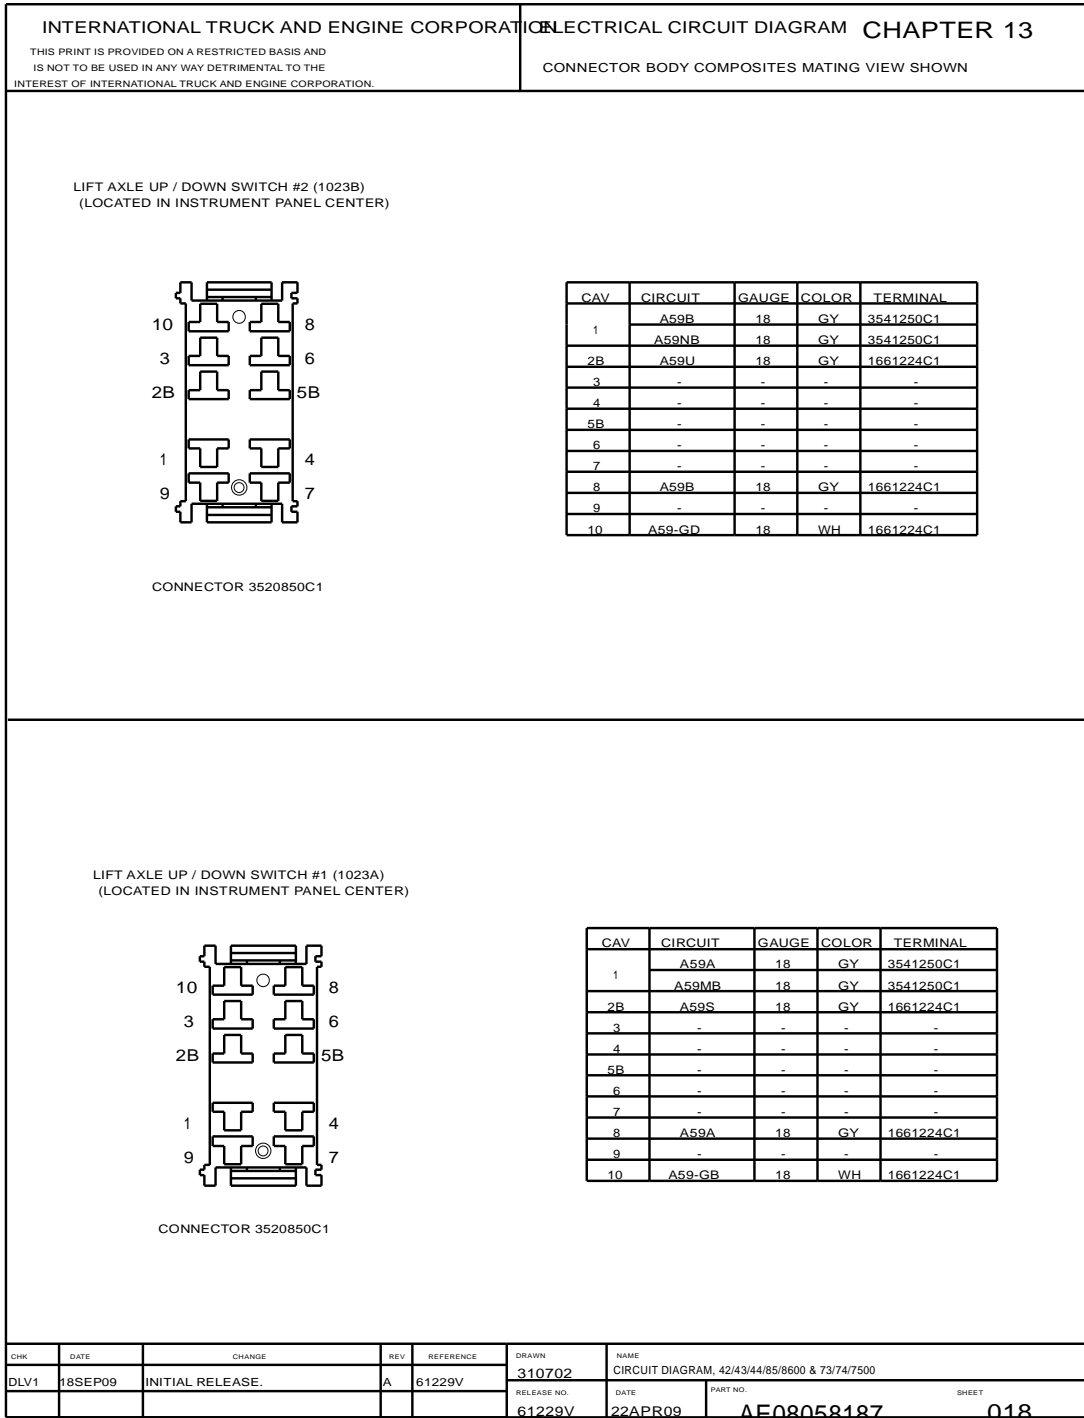 INTERNATIONAL TRUCK AND ENGINE CORPORATION
THIS PRINT IS PROVIDED ON A RESTRICTED BASIS AND
IS NOT TO BE USED IN ANY WAY DETRIMENTAL TO THE
INTEREST OF INTERNATIONAL TRUCK AND ENGINE CORPORATION.
ELECTRICAL CIRCUIT DIAGRAM CHAPTER 13
CONNECTOR BODY COMPOSITES MATING VIEW SHOWN
LIFT AXLE UP / DOWN SWITCH #2 (1023B)
(LOCATED IN INSTRUMENT PANEL CENTER)
10 8
3 6
2B 5B
1 4
9 7
CONNECTOR 3520850C1
CAV CIRCUIT GAUGE COLOR TERMINAL
1 A59B 18 GY 3541250C1
A59NB 18 GY 3541250C1
2B A59U 18 GY 1661224C1
3 - - - -
4 - - - -
5B - - - -
6 - - - -
7 - - - -
8 A59B 18 GY 1661224C1
9 - - - -
10 A59-GD 18 WH 1661224C1
LIFT AXLE UP / DOWN SWITCH #1 (1023A)
(LOCATED IN INSTRUMENT PANEL CENTER)
10 8
3 6
2B 5B
1 4
9 7
CONNECTOR 3520850C1
CAV CIRCUIT GAUGE COLOR TERMINAL
1 A59A 18 GY 3541250C1
A59MB 18 GY 3541250C1
2B A59S 18 GY 1661224C1
3 - - - -
4 - - - -
5B - - - -
6 - - - -
7 - - - -
8 A59A 18 GY 1661224C1
9 - - - -
10 A59-GB 18 WH 1661224C1
CHK DATE CHANGE REV REFERENCE
DLV1 18SEP09 INITIAL RELEASE. A 61229V
DRAWN
310702
NAME
CIRCUIT DIAGRAM, 42/43/44/85/8600 & 73/74/7500
RELEASE NO.
61229V
DATE
22APR09
PART NO.
AE08058187
SHEET
018